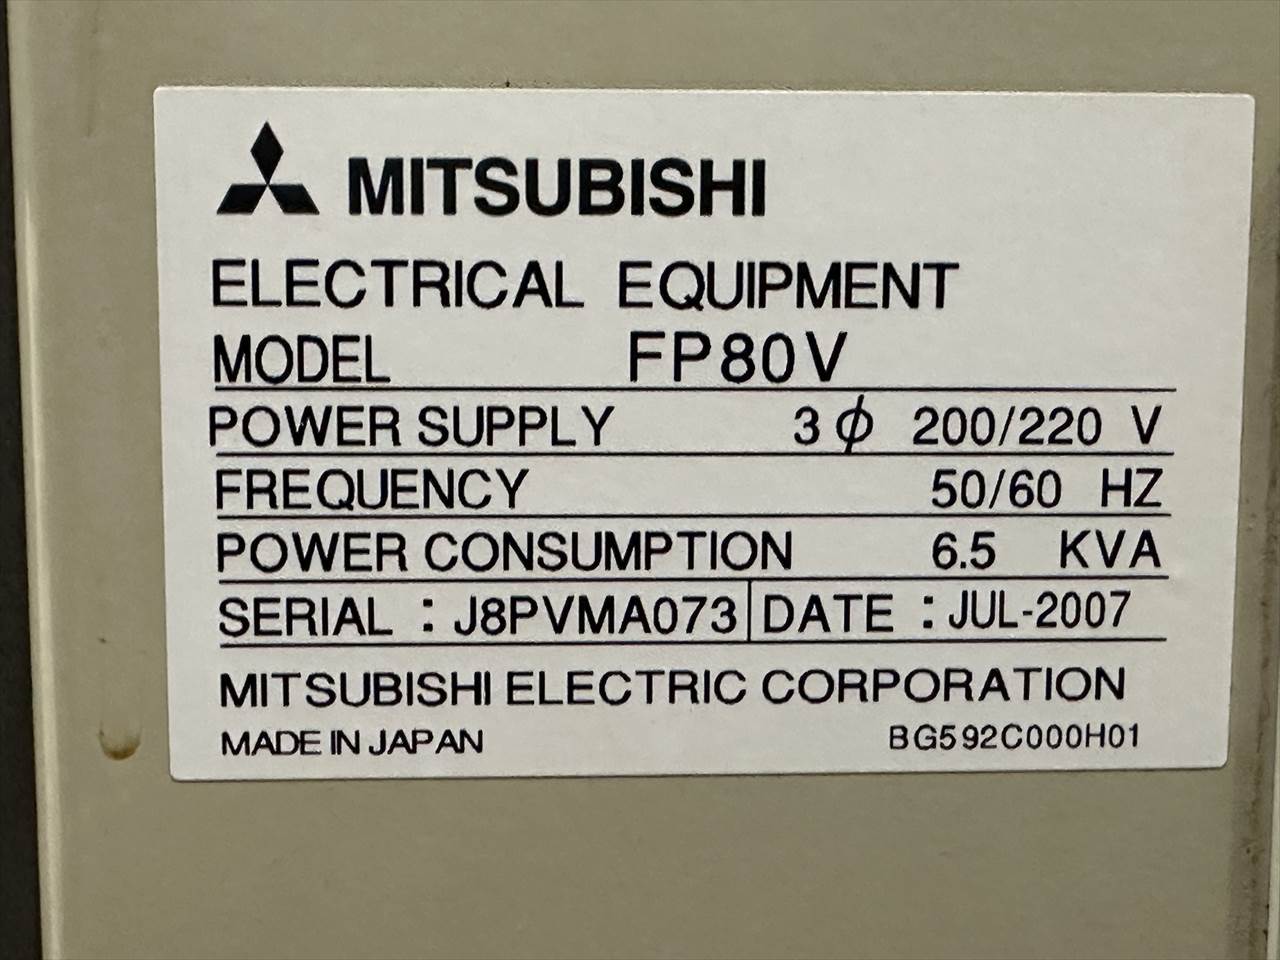 MITSUBISHI
ELECTRICAL EQUIPMENT
MODEL FP80V
POWER SUPPLY 3ϕ 200/220 V
FREQUENCY 50/60 HZ
POWER CONSUMPTION 6.5 KVA
SERIAL : J8PVMA073 DATE : JUL-2007
MITSUBISHI ELECTRIC CORPORATION
MADE IN JAPAN BG592C000H01